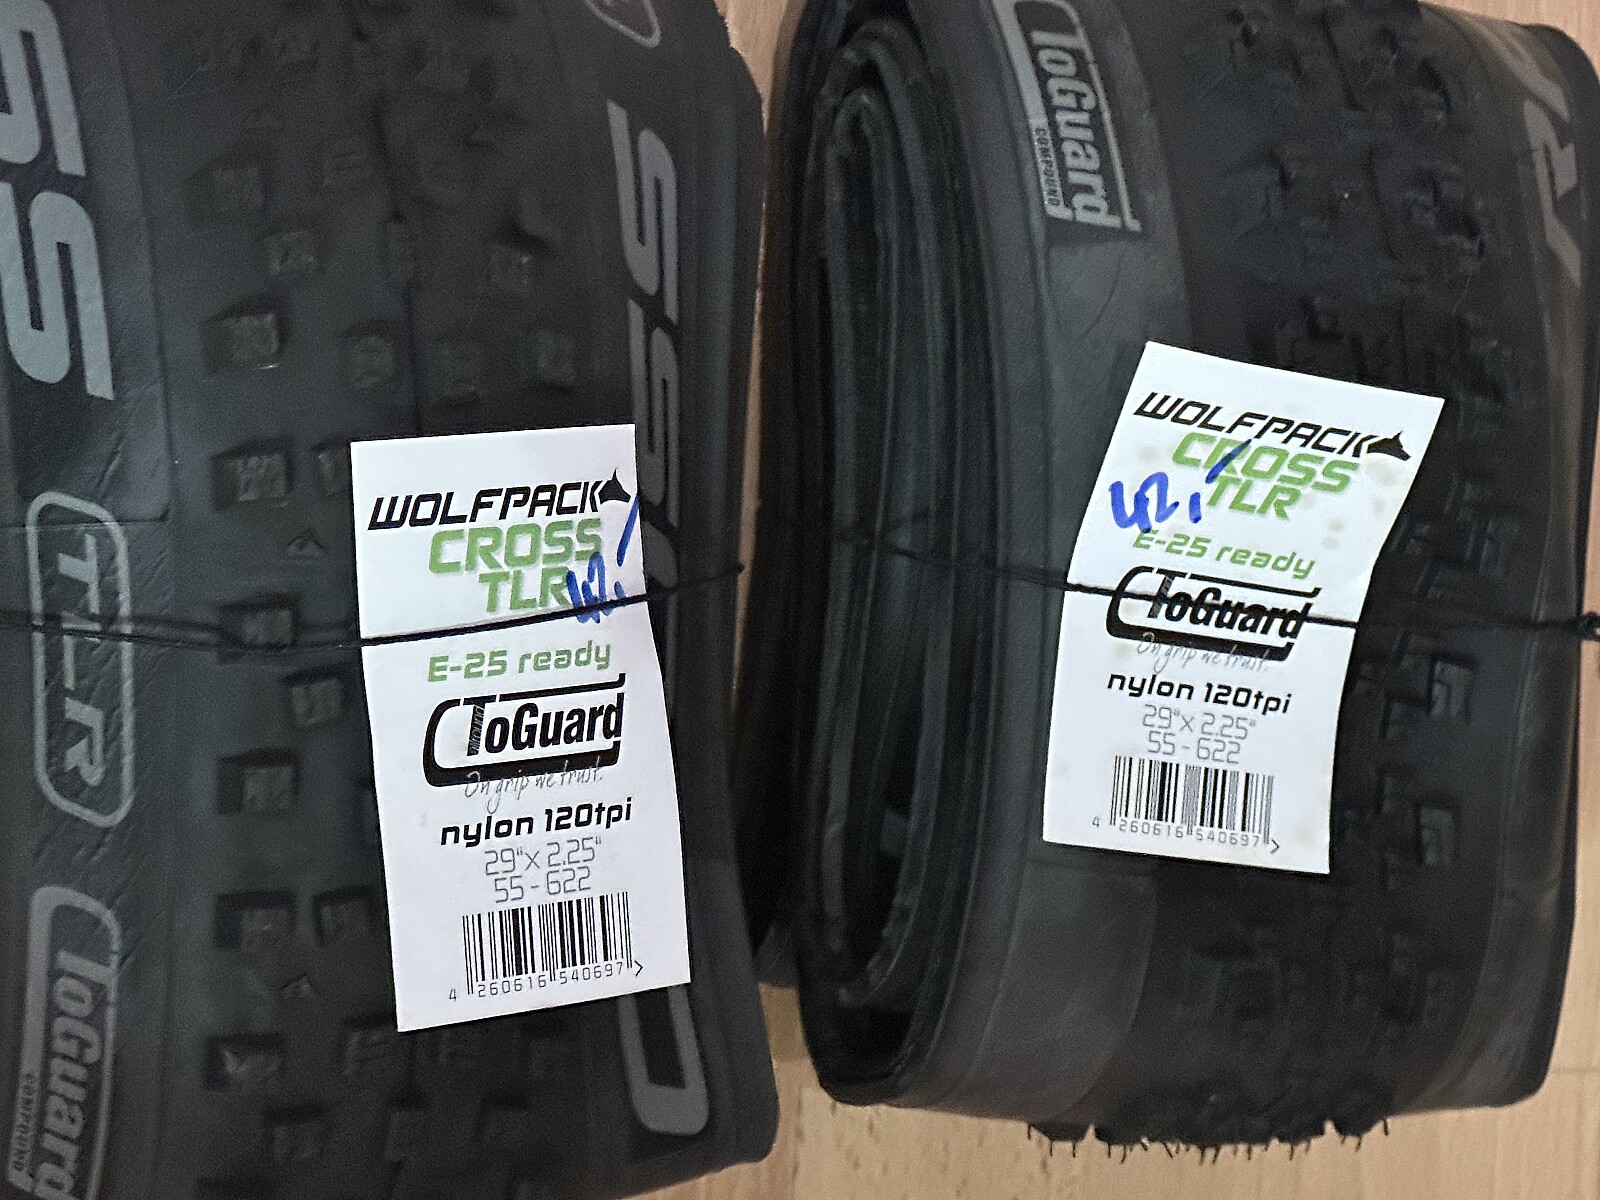 SS
TLR
ToGuard
COMPOUND
WOLFPACK
CROSS
TLR
42,-
E-25 ready
ToGuard
On grip we trust.
nylon 120tpi
29"x 2.25"
55 - 622
4 260616 540697 >
ToGuard
COMPOUND
WOLFPACK
CROSS
TLR
42,-
E-25 ready
ToGuard
On grip we trust.
nylon 120tpi
29"x 2.25"
55 - 622
4 260616 540697 >